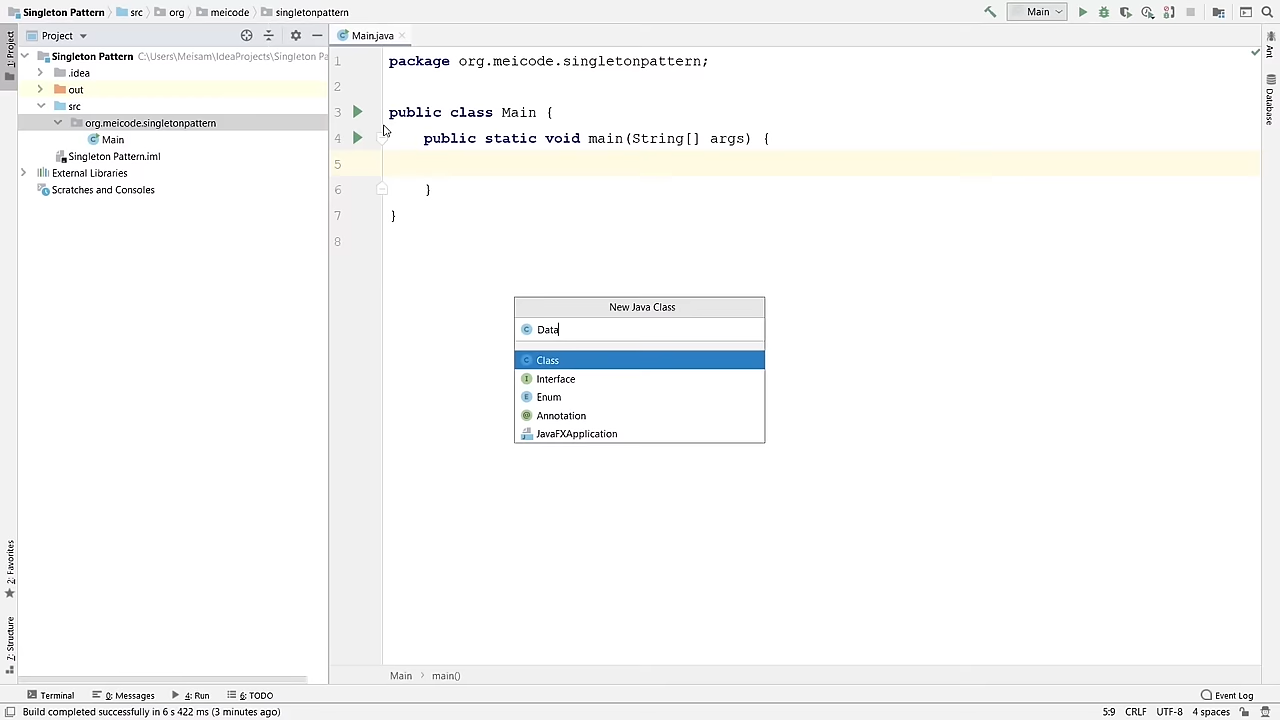 Singleton Pattern src org meicode singletonpattern Main
Project Main.java
1: Project
Singleton Pattern C:\Users\Meisam\IdeaProjects\Singleton Pa
.idea
out
src
org.meicode.singletonpattern
Main
Singleton Pattern.iml
External Libraries
Scratches and Consoles
1 package org.meicode.singletonpattern;
2
3 public class Main {
4 public static void main(String[] args) {
5
6 }
7 }
8
New Java Class
Data
Class
Interface
Enum
Annotation
JavaFXApplication
Ant
Database
2: Favorites
7: Structure
Main main()
Terminal 0: Messages 4: Run 6: TODO Event Log
Build completed successfully in 6 s 422 ms (3 minutes ago) 5:9 CRLF UTF-8 4 spaces